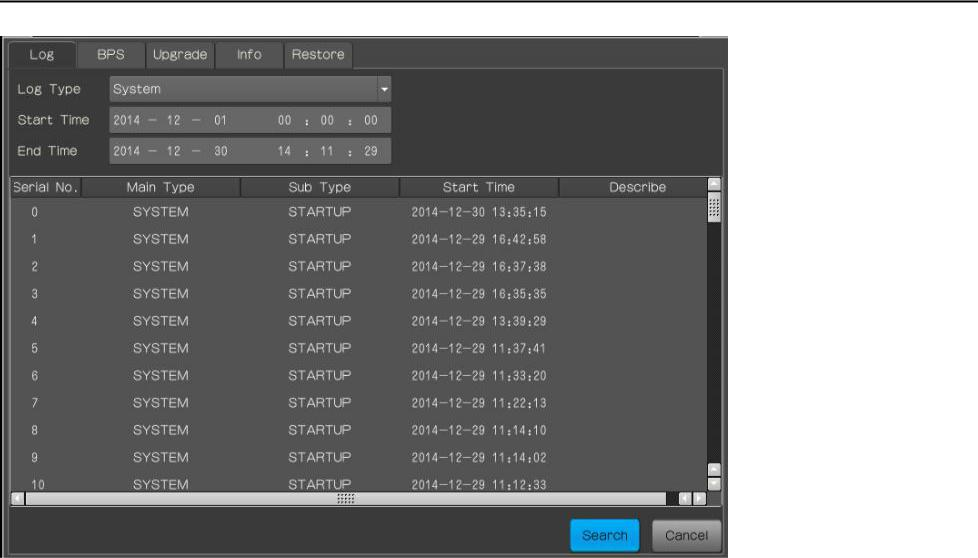 Log BPS Upgrade Info Restore
Log Type System
Start Time 2014 - 12 - 01 00 : 00 : 00
End Time 2014 - 12 - 30 14 : 11 : 29
Serial No. Main Type Sub Type Start Time Describe
0 SYSTEM STARTUP 2014-12-30 13:35:15
1 SYSTEM STARTUP 2014-12-29 16:42:58
2 SYSTEM STARTUP 2014-12-29 16:37:38
3 SYSTEM STARTUP 2014-12-29 16:35:35
4 SYSTEM STARTUP 2014-12-29 13:39:29
5 SYSTEM STARTUP 2014-12-29 11:37:41
6 SYSTEM STARTUP 2014-12-29 11:33:20
7 SYSTEM STARTUP 2014-12-29 11:22:13
8 SYSTEM STARTUP 2014-12-29 11:14:10
9 SYSTEM STARTUP 2014-12-29 11:14:02
10 SYSTEM STARTUP 2014-12-29 11:12:33
Search Cancel